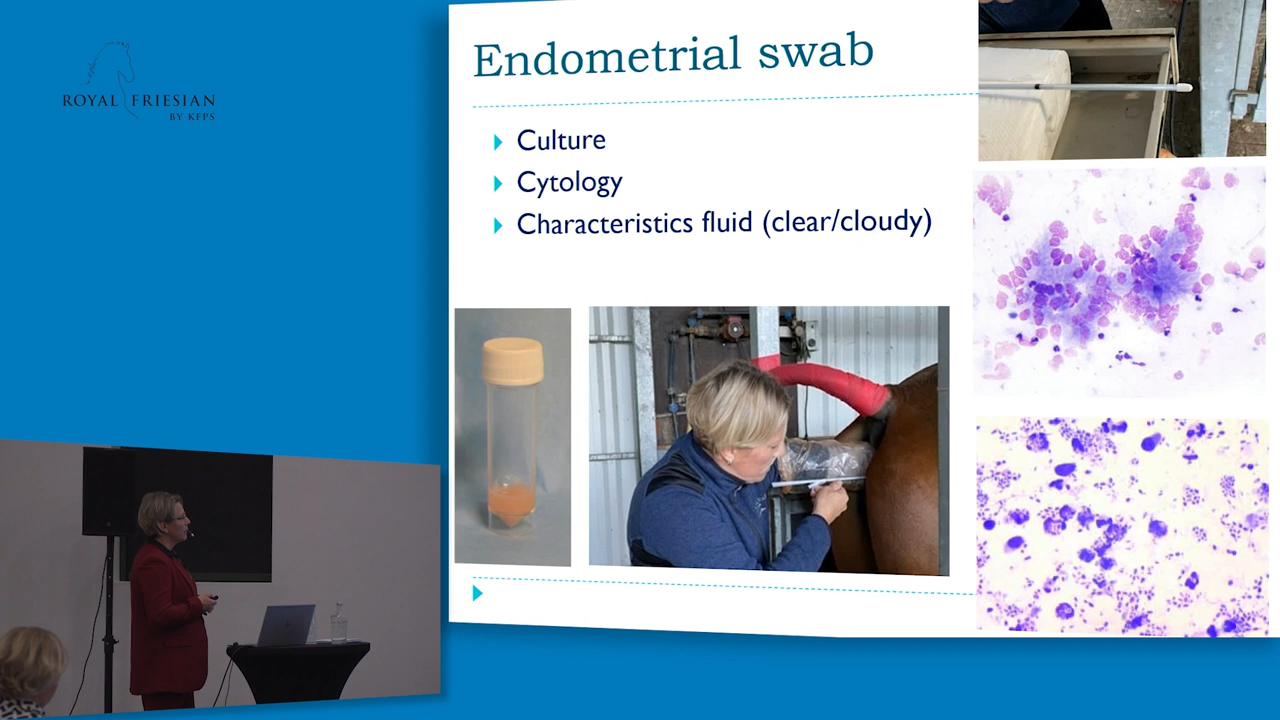 ROYAL FRIESIAN
BY KFPS
Endometrial swab
Culture
Cytology
Characteristics fluid (clear/cloudy)